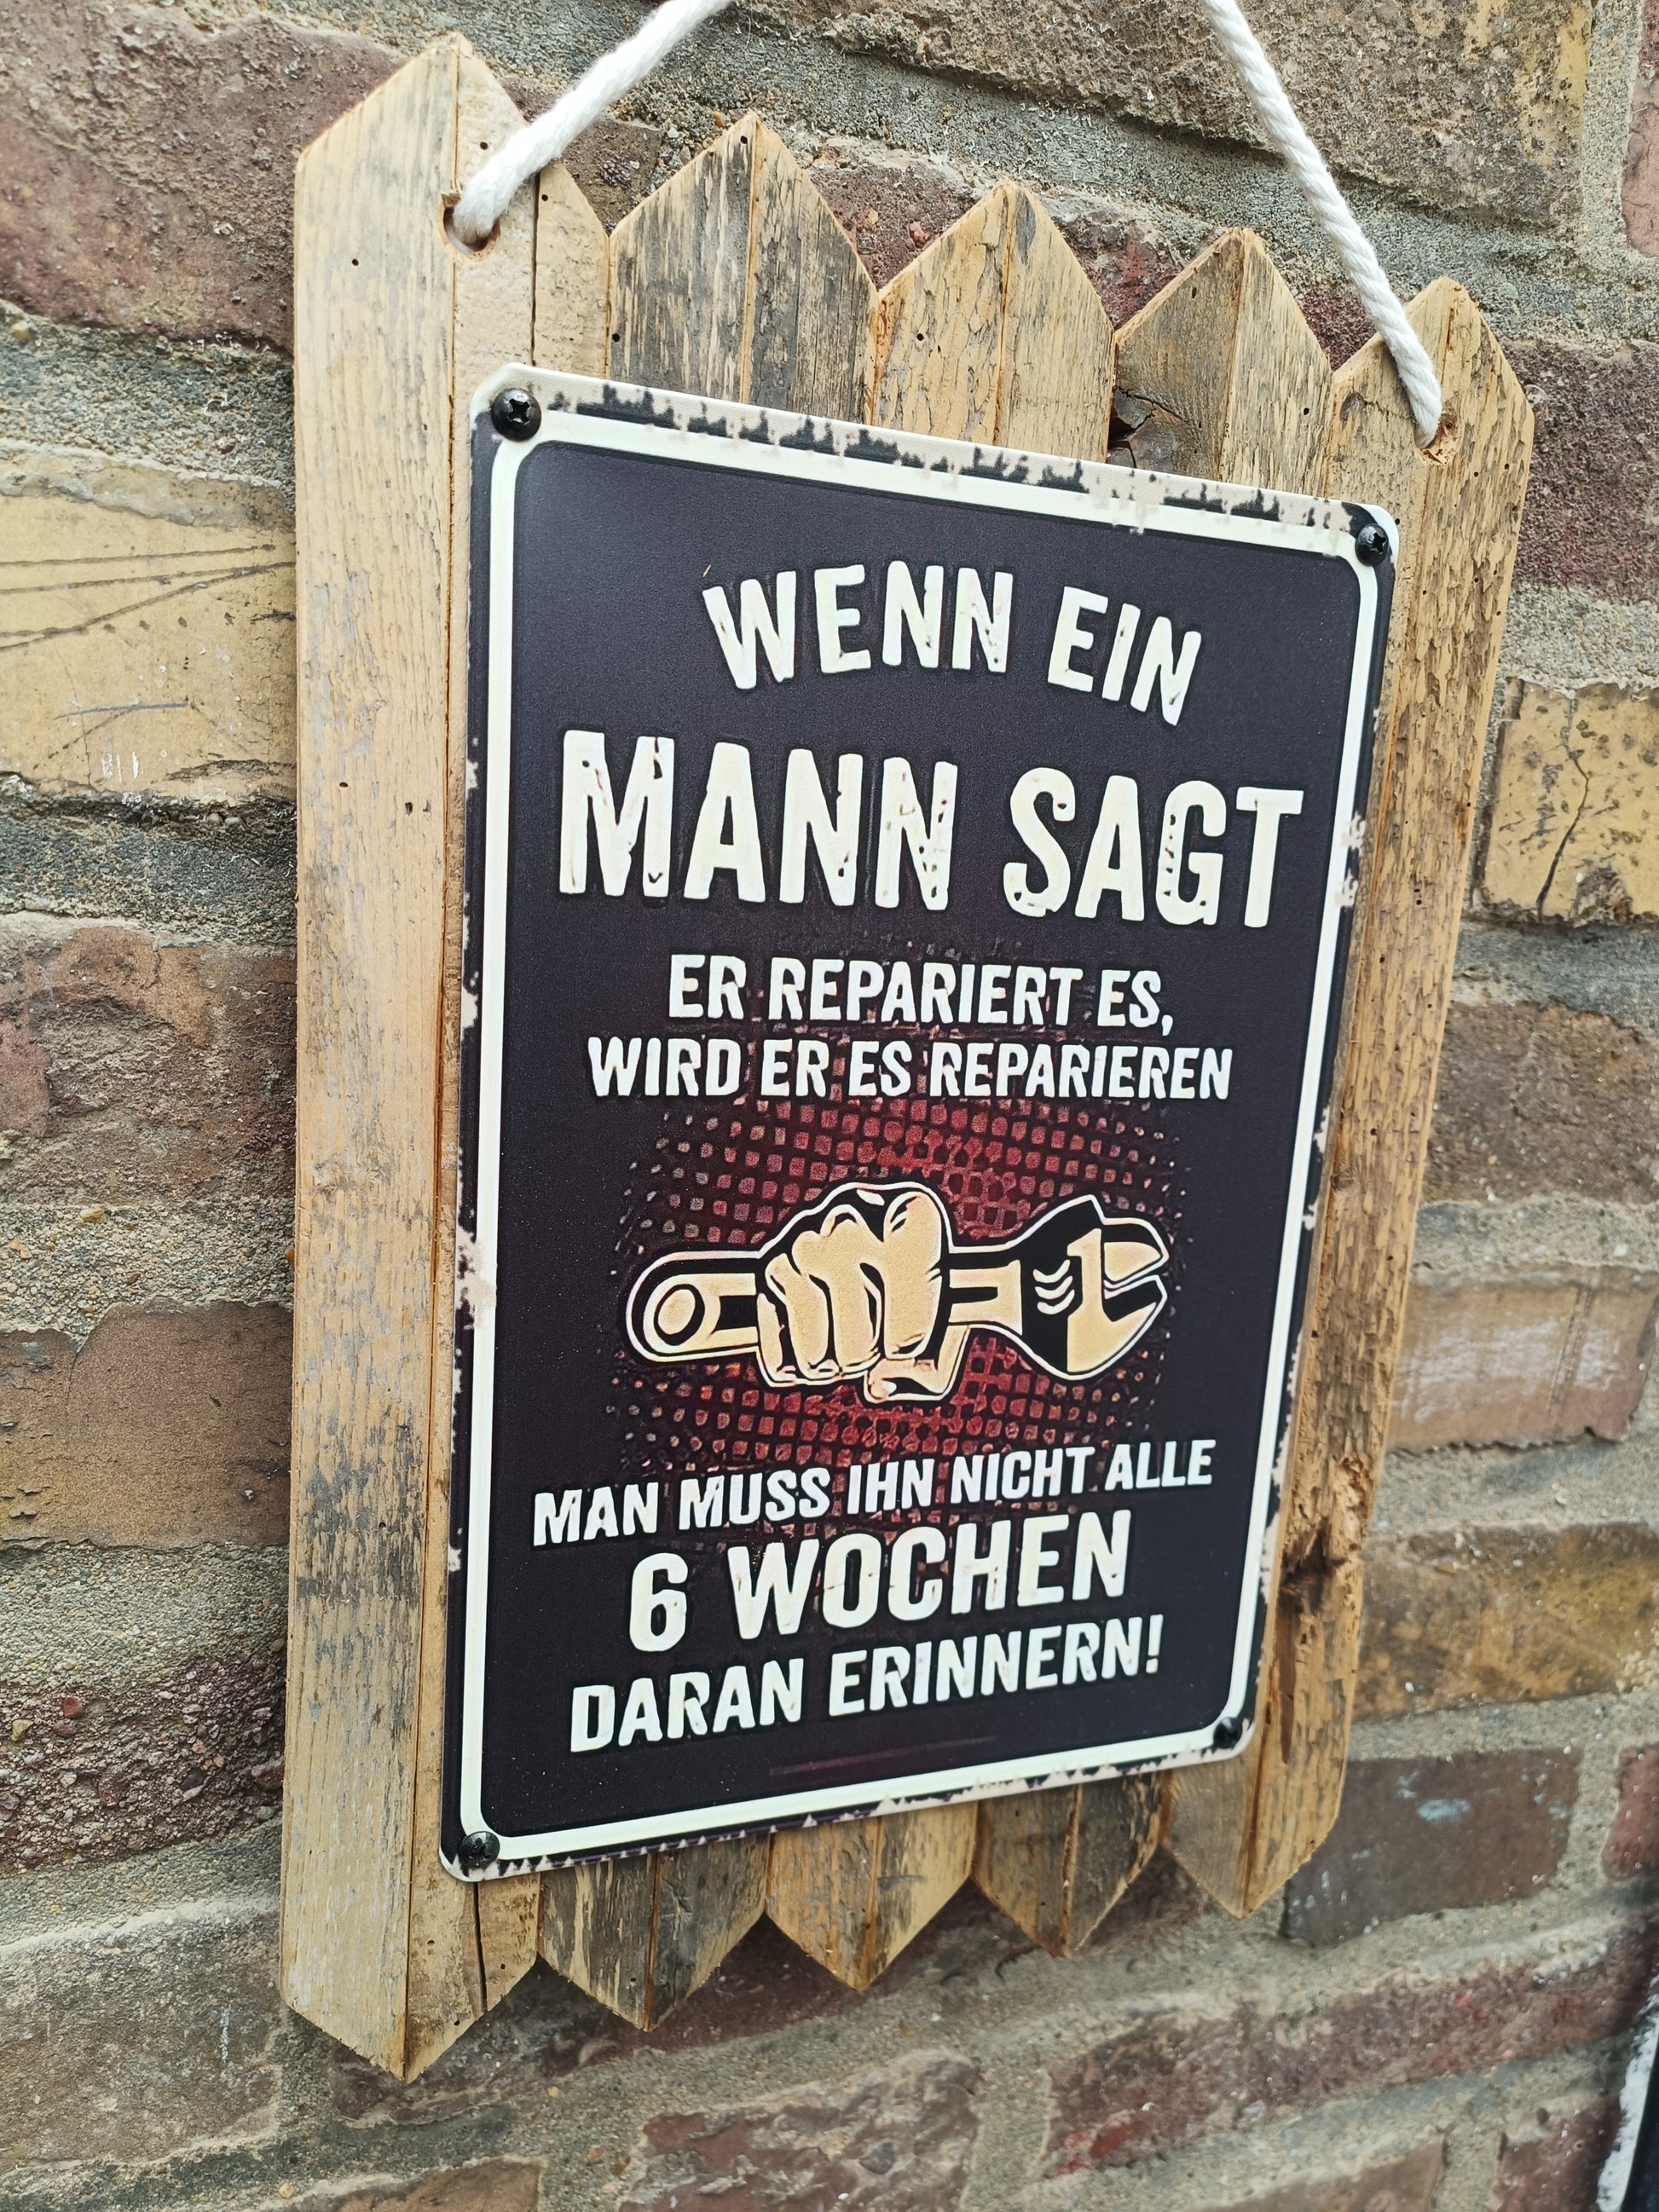 WENN EIN
MANN SAGT
ER REPARIERT ES,
WIRD ER ES REPARIEREN
MAN MUSS IHN NICHT ALLE
6 WOCHEN
DARAN ERINNERN!